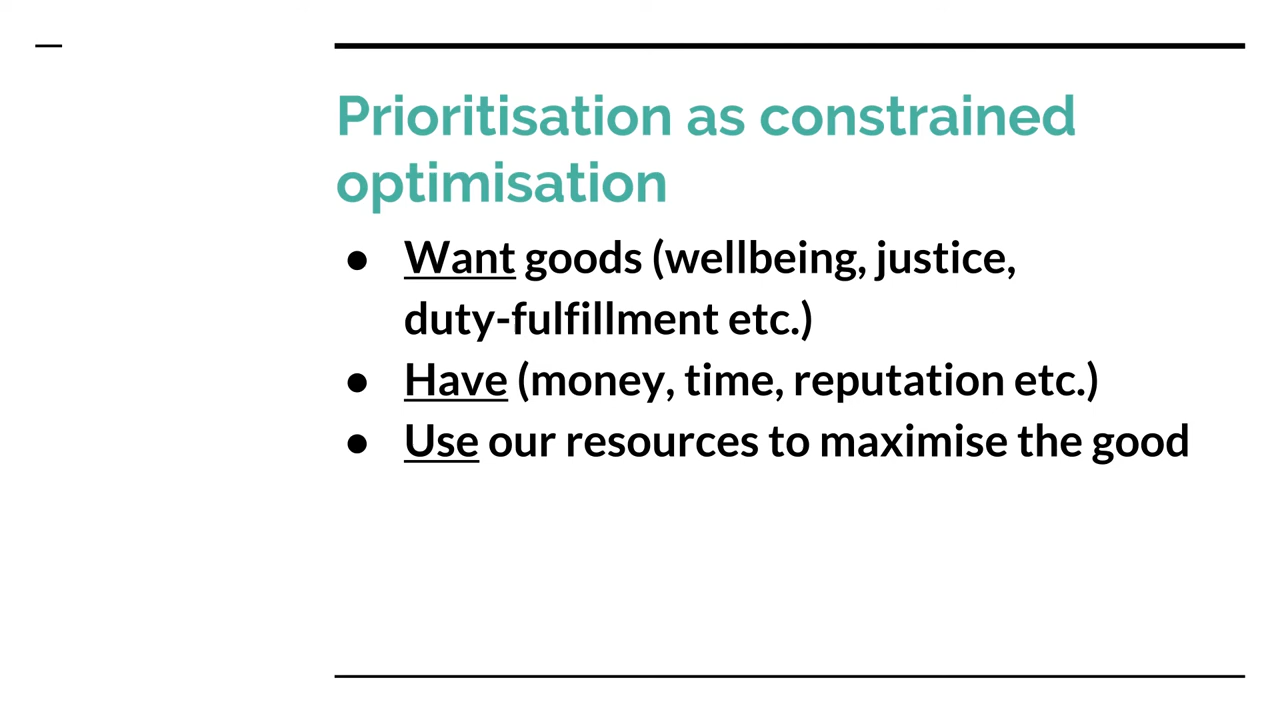 Prioritisation as constrained
optimisation
● Want goods (wellbeing, justice,
duty-fulfillment etc.)
● Have (money, time, reputation etc.)
● Use our resources to maximise the good